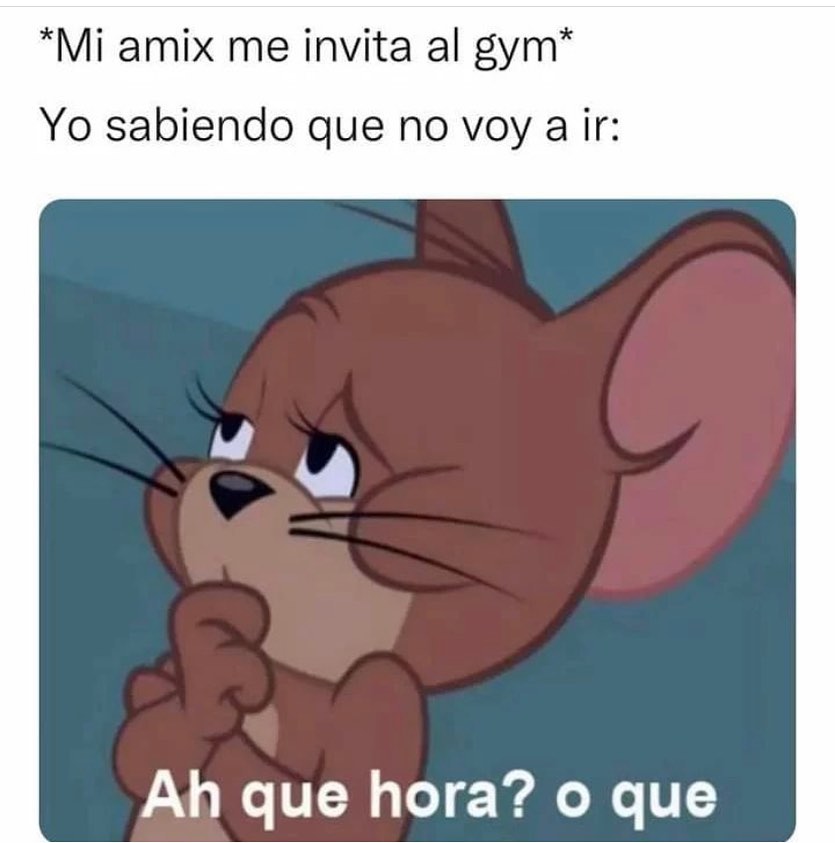 *Mi amix me invita al gym*
Yo sabiendo que no voy a ir:
Ah que hora? o que